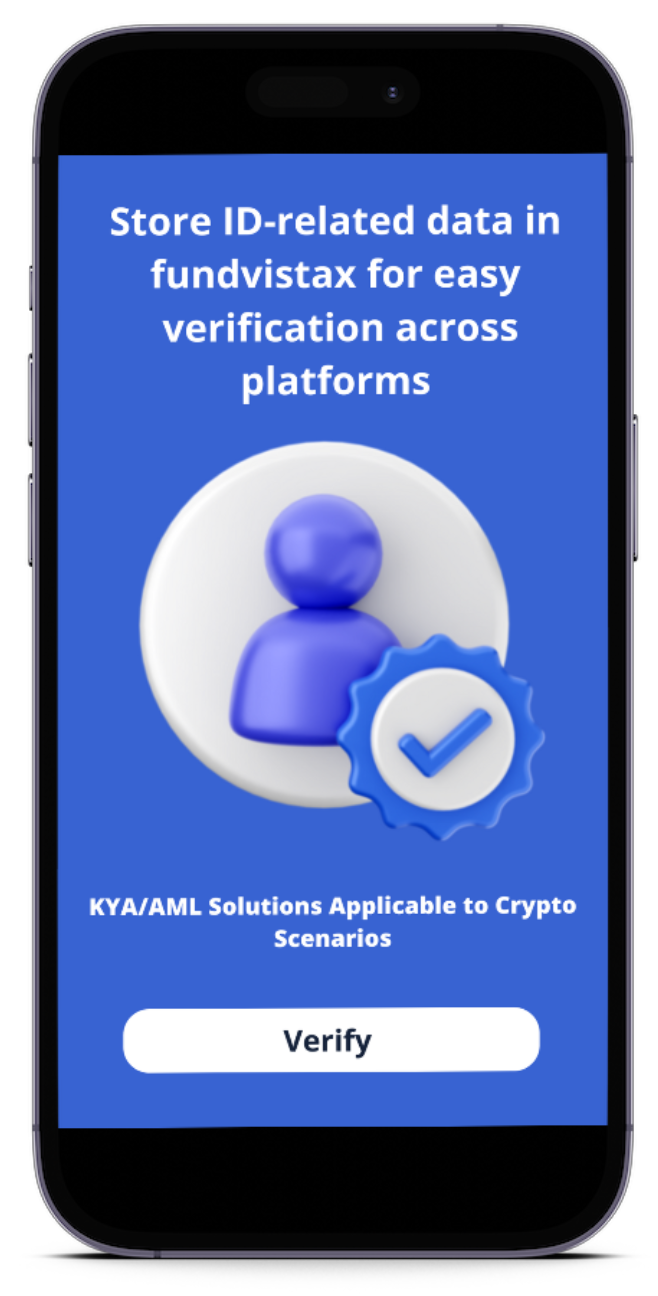 Store ID-related data in
fundvistax for easy
verification across
platforms
KYA/AML Solutions Applicable to Crypto
Scenarios
Verify